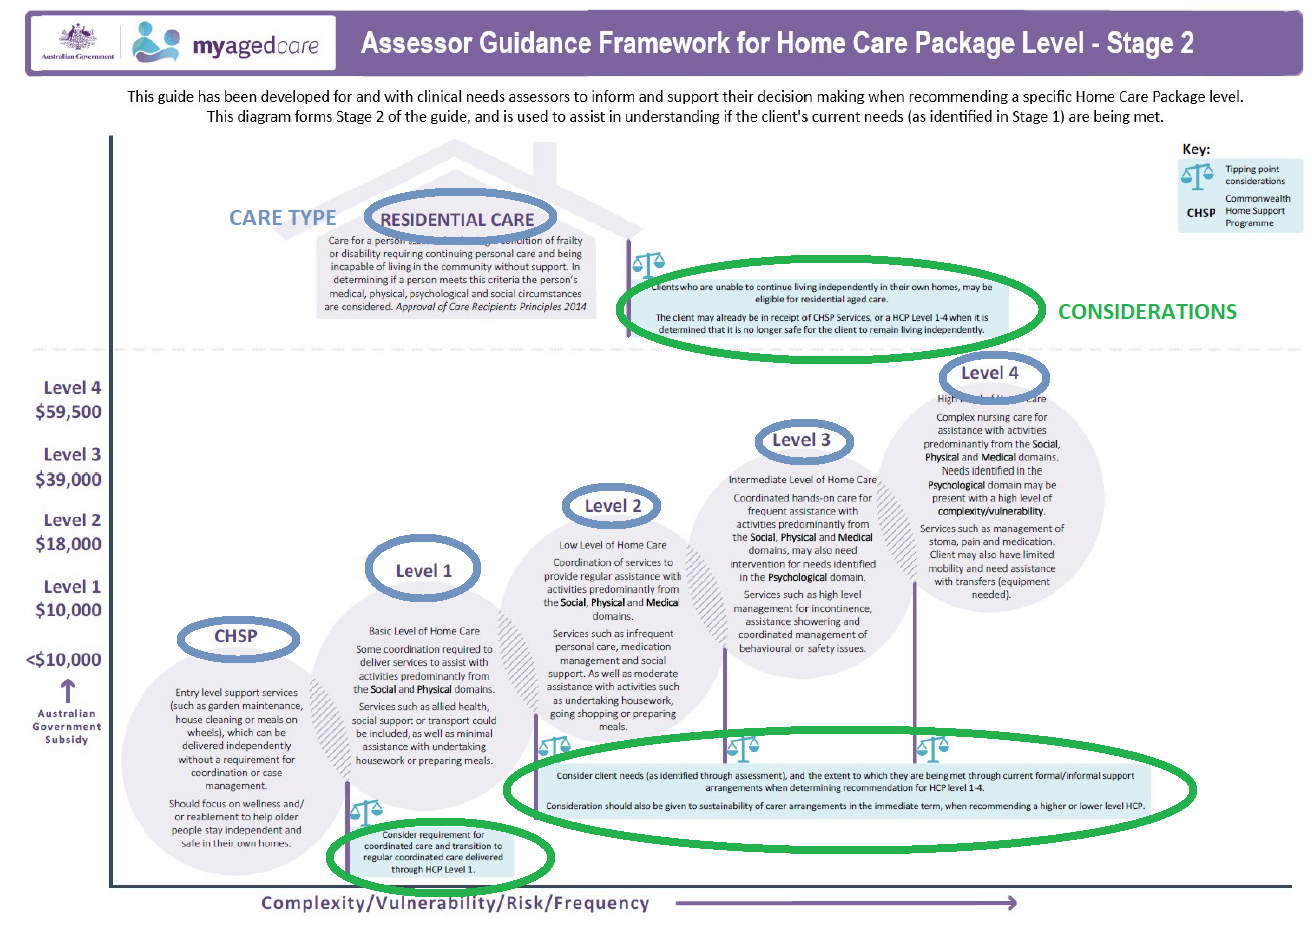 Australian Government
myagedcare
Assessor Guidance Framework for Home Care Package Level - Stage 2
This guide has been developed for and with clinical needs assessors to inform and support their decision making when recommending a specific Home Care Package level.
This diagram forms Stage 2 of the guide, and is used to assist in understanding if the client's current needs (as identified in Stage 1) are being met.
Key:
Tipping point
considerations
CHSP
Commonwealth
Home Support
Programme
CARE TYPE
RESIDENTIAL CARE
Care for a person condition of frailty
or disability requiring continuing personal care and being
incapable of living in the community without support. In
determining if a person meets this criteria the person's
medical, physical, psychological and social circumstances
are considered. Approval of Care Recipients Principles 2014
Clients who are unable to continue living independently in their own homes, may be
eligible for residential aged care.
The client may already be in receipt of CHSP Services, or a HCP Level 1-4 when it is
determined that it is no longer safe for the client to remain living independently.
CONSIDERATIONS
Level 4
$59,500
Level 3
$39,000
Level 2
$18,000
Level 1
$10,000
<$10,000
Australian
Government
Subsidy
CHSP
Entry level support services
(such as garden maintenance,
house cleaning or meals on
wheels), which can be
delivered independently
without a requirement for
coordination or case
management.
Should focus on wellness and/
or reablement to help older
people stay independent and
safe in their own homes.
Level 1
Basic Level of Home Care
Some coordination required to
deliver services to assist with
activities predominantly from
the Social and Physical domains.
Services such as allied health,
social support or transport could
be included, as well as minimal
assistance with undertaking
housework or preparing meals.
Level 2
Low Level of Home Care
Coordination of services to
provide regular assistance with
activities predominantly from
the Social, Physical and Medical
domains.
Services such as infrequent
personal care, medication
management and social
support. As well as moderate
assistance with activities such
as undertaking housework,
going shopping or preparing
meals.
Level 3
Intermediate Level of Home Care
Coordinated hands-on care for
frequent assistance with
activities predominantly from
the Social, Physical and Medical
domains, may also need
intervention for needs identified
in the Psychological domain.
Services such as high level
management for incontinence,
assistance showering and
coordinated management of
behavioural or safety issues.
Level 4
High Care
Complex nursing care for
assistance with activities
predominantly from the Social,
Physical and Medical domains.
Needs identified in the
Psychological domain may be
present with a high level of
complexity/vulnerability.
Services such as management of
stoma, pain and medication.
Client may also have limited
mobility and need assistance
with transfers (equipment
needed).
Consider requirement for
coordinated care and transition to
regular coordinated care delivered
through HCP Level 1.
Consider client needs (as identified through assessment), and the extent to which they are being met through current formal/informal support
arrangements when determining recommendation for HCP level 1-4.
Consideration should also be given to sustainability of carer arrangements in the immediate term, when recommending a higher or lower level HCP.
Complexity/Vulnerability/Risk/Frequency